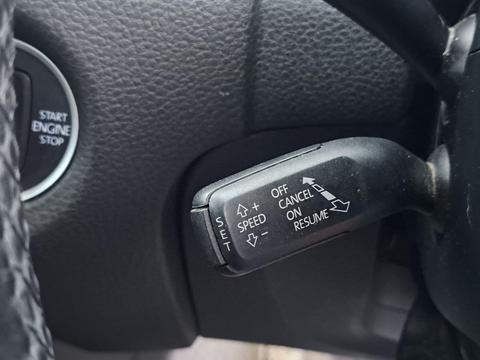 START
ENGINE
STOP
SET
+
SPEED
-
OFF
CANCEL
ON
RESUME